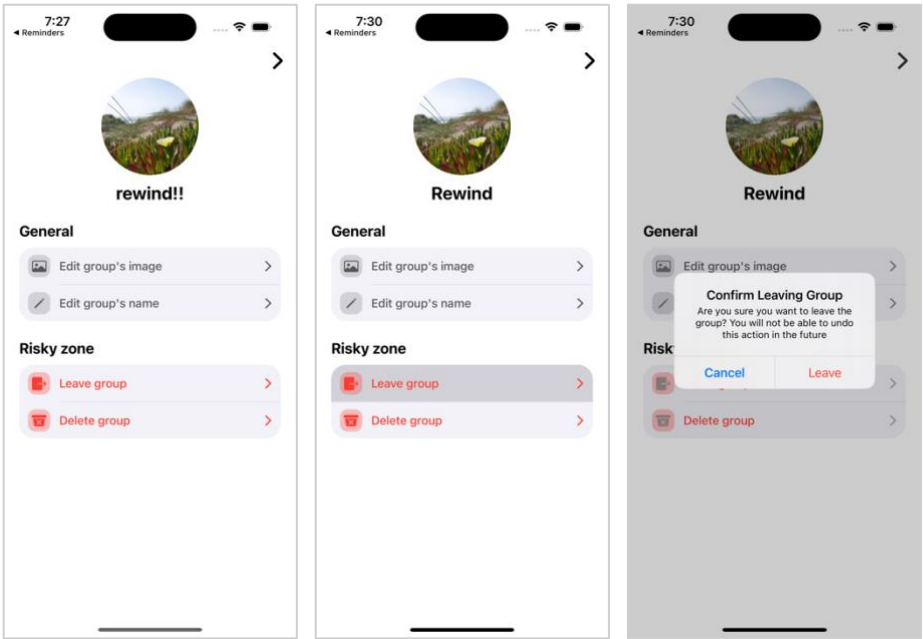 7:27
◀ Reminders
rewind!!
General
Edit group's image
Edit group's name
Risky zone
Leave group
Delete group
7:30
◀ Reminders
Rewind
General
Edit group's image
Edit group's name
Risky zone
Leave group
Delete group
7:30
◀ Reminders
Rewind
General
Edit group's image
Confirm Leaving Group
Are you sure you want to leave the
group? You will not be able to undo
this action in the future
Cancel
Leave
Risk
Delete group